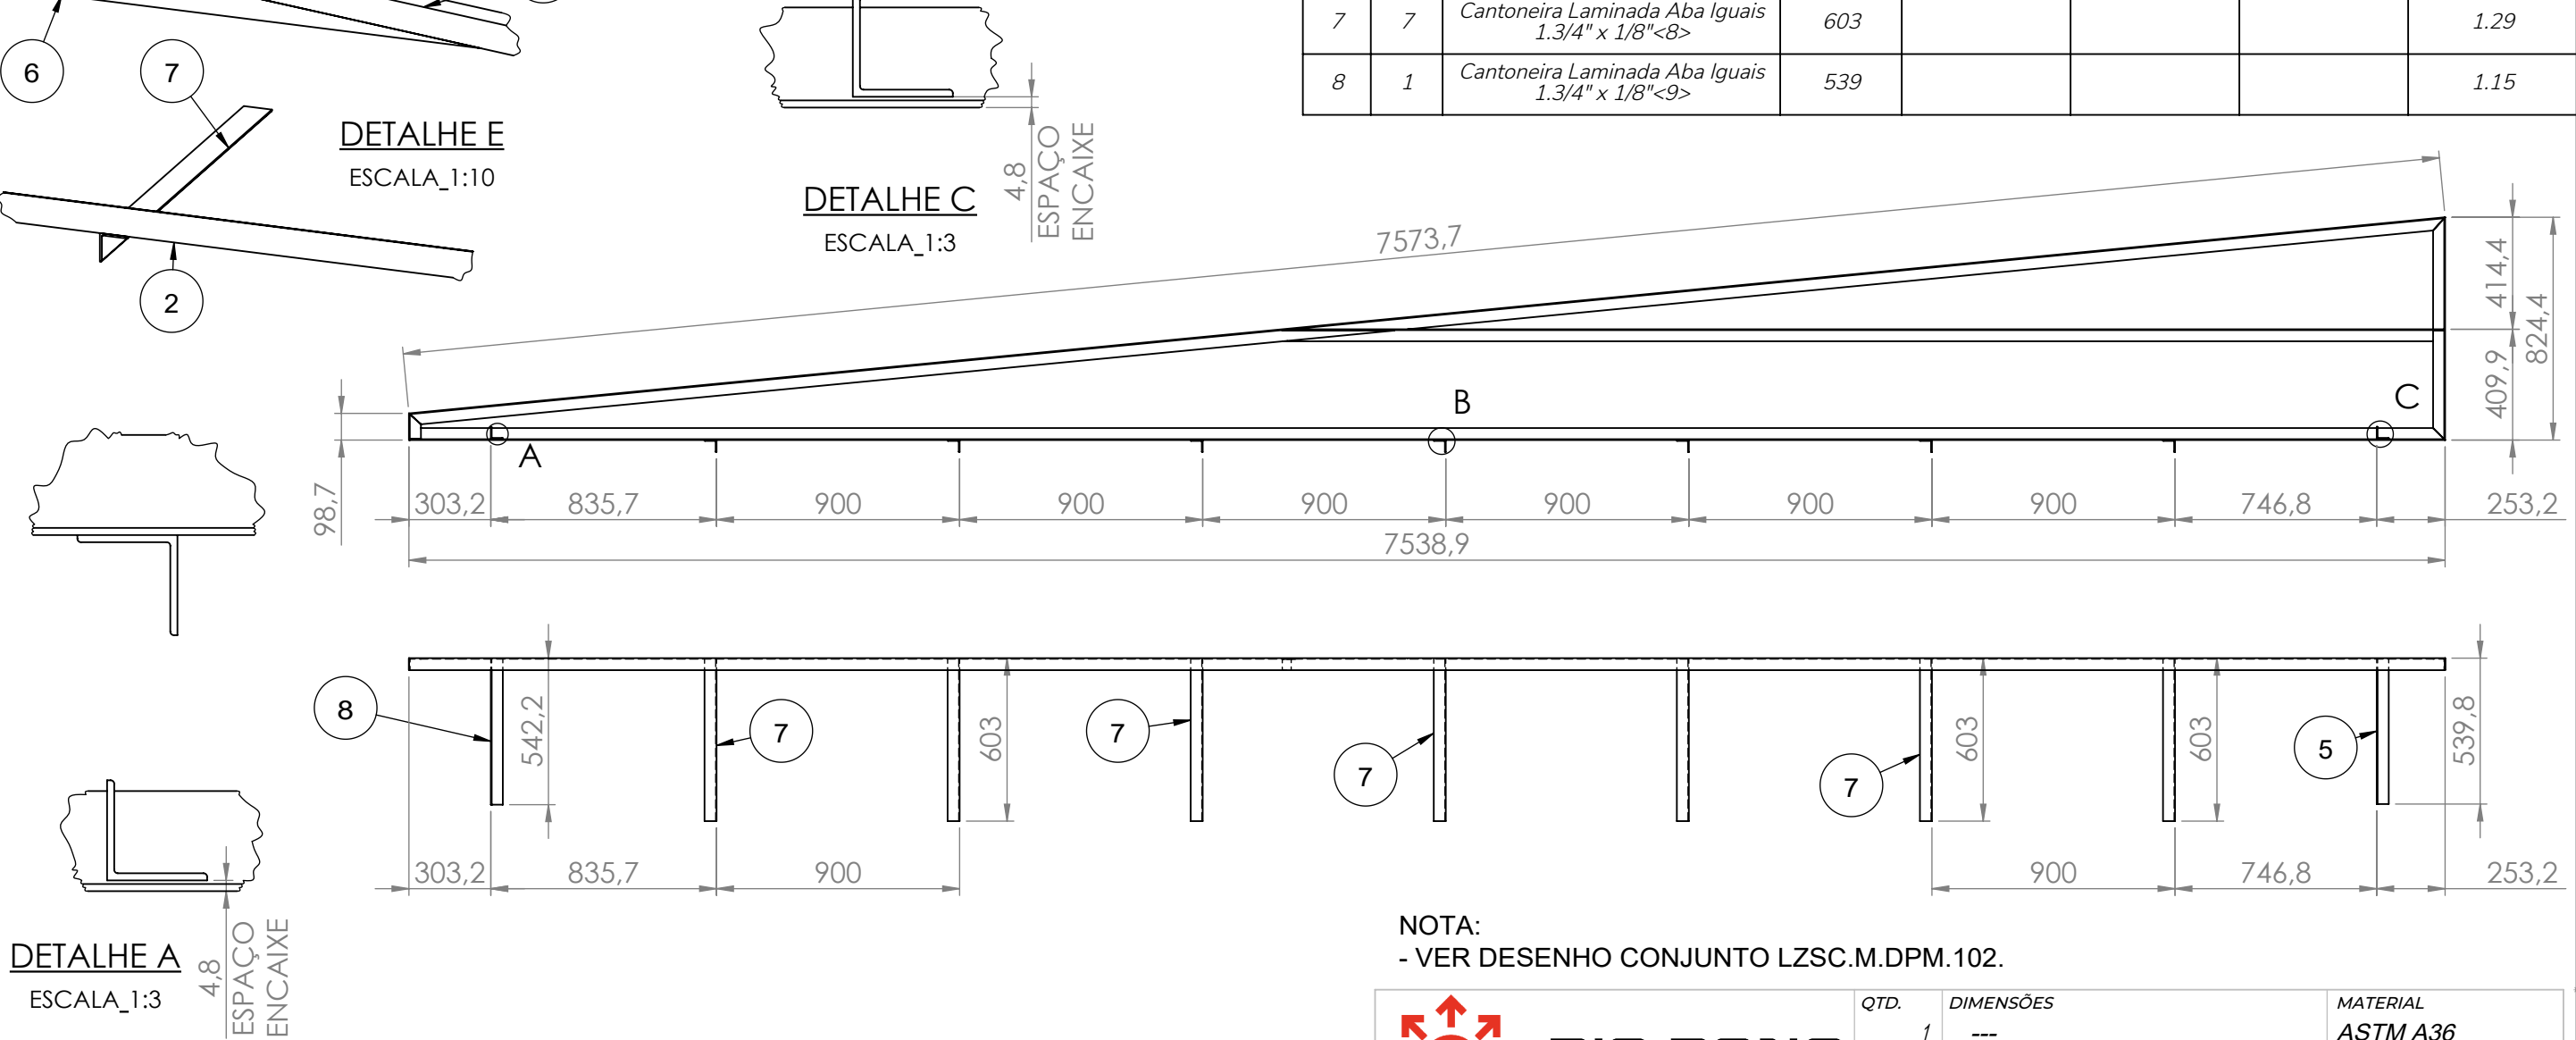 7 7 Cantoneira Laminada Aba Iguais 1.3/4" x 1/8"<8> 603 1.29
8 1 Cantoneira Laminada Aba Iguais 1.3/4" x 1/8"<9> 539 1.15
6
7
2
DETALHE E
ESCALA_1:10
DETALHE C
ESCALA_1:3
4,8
ESPAÇO
ENCAIXE
7573,7
414,4
824,4
409,9
98,7
A
B
C
303,2 835,7 900 900 900 900 900 900 746,8 253,2
7538,9
8
542,2
7
603
7
7
7
603
603
5
539,8
303,2 835,7 900 900 746,8 253,2
DETALHE A
ESCALA_1:3
4,8
ESPAÇO
ENCAIXE
NOTA:
- VER DESENHO CONJUNTO LZSC.M.DPM.102.
QTD.
1
DIMENSÕES
---
MATERIAL
ASTM A36